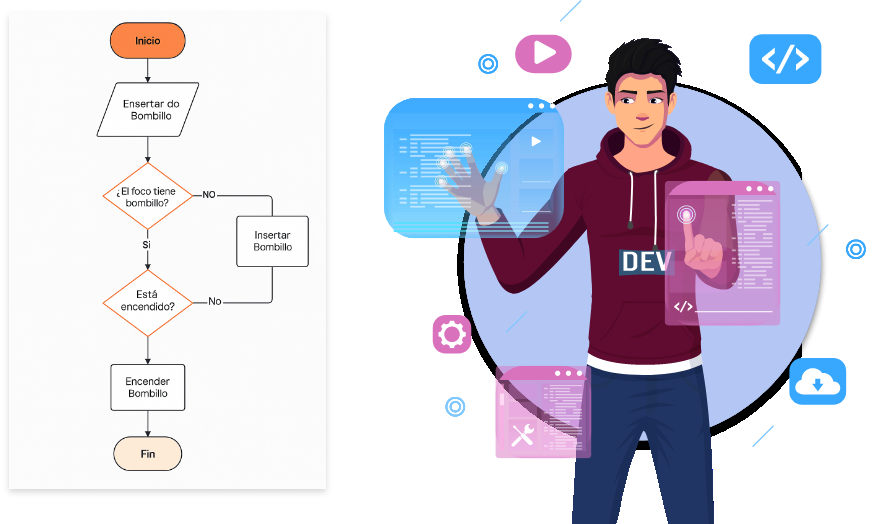 Inicio
Ensertar do
Bombillo
¿El foco tiene
bombillo?
NO
Insertar
Bombillo
Si
Está
encendido?
No
Encender
Bombillo
Fin
</>
DEV
</>